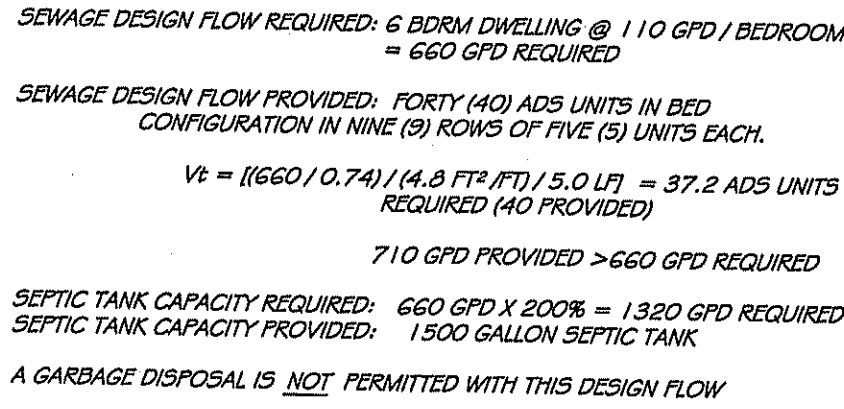 SEWAGE DESIGN FLOW REQUIRED: 6 BDRM DWELLING @ 110 GPD / BEDROOM
= 660 GPD REQUIRED
SEWAGE DESIGN FLOW PROVIDED: FORTY (40) ADS UNITS IN BED
CONFIGURATION IN NINE (9) ROWS OF FIVE (5) UNITS EACH.
Vt = [(660 / 0.74) / (4.8 FT² /FT) / 5.0 LF] = 37.2 ADS UNITS
REQUIRED (40 PROVIDED)
710 GPD PROVIDED >660 GPD REQUIRED
SEPTIC TANK CAPACITY REQUIRED: 660 GPD X 200% = 1320 GPD REQUIRED
SEPTIC TANK CAPACITY PROVIDED: 1500 GALLON SEPTIC TANK
A GARBAGE DISPOSAL IS NOT PERMITTED WITH THIS DESIGN FLOW